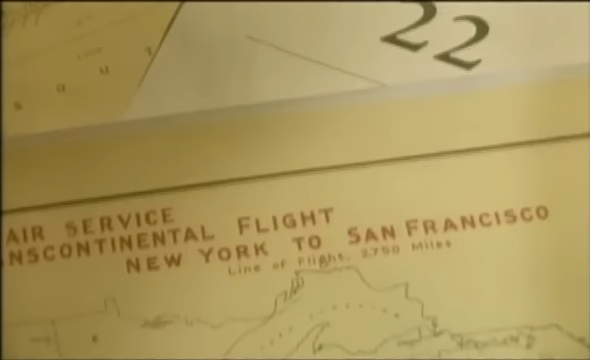 22
s o u t
AIR SERVICE
NSCONTINENTAL FLIGHT
NEW YORK TO SAN FRANCISCO
Line of Flight, 2750 Miles